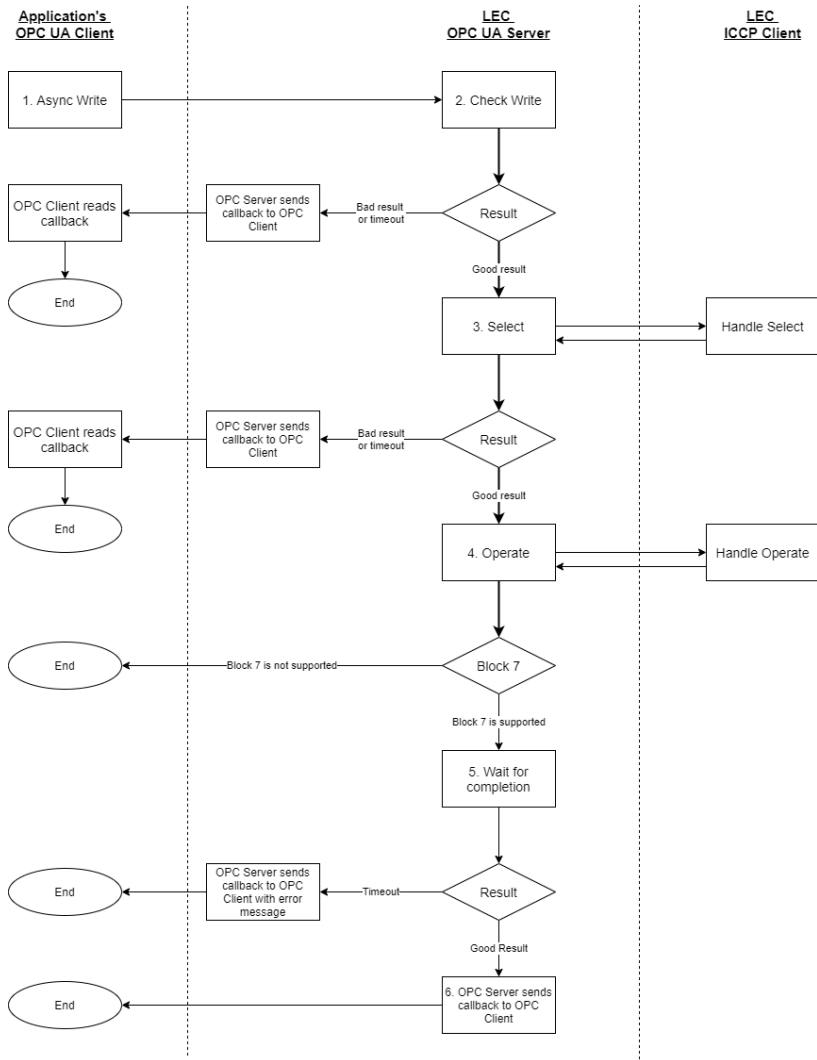 Application's
OPC UA Client
LEC
OPC UA Server
LEC
ICCP Client
1. Async Write
2. Check Write
OPC Client reads
callback
OPC Server sends
callback to OPC
Client
Bad result
or timeout
Result
Good result
End
3. Select
Handle Select
OPC Client reads
callback
OPC Server sends
callback to OPC
Client
Bad result
or timeout
Result
Good result
End
4. Operate
Handle Operate
End
Block 7 is not supported
Block 7
Block 7 is supported
5. Wait for
completion
End
OPC Server sends
callback to OPC
Client with error
message
Timeout
Result
Good Result
End
6. OPC Server sends
callback to OPC
Client